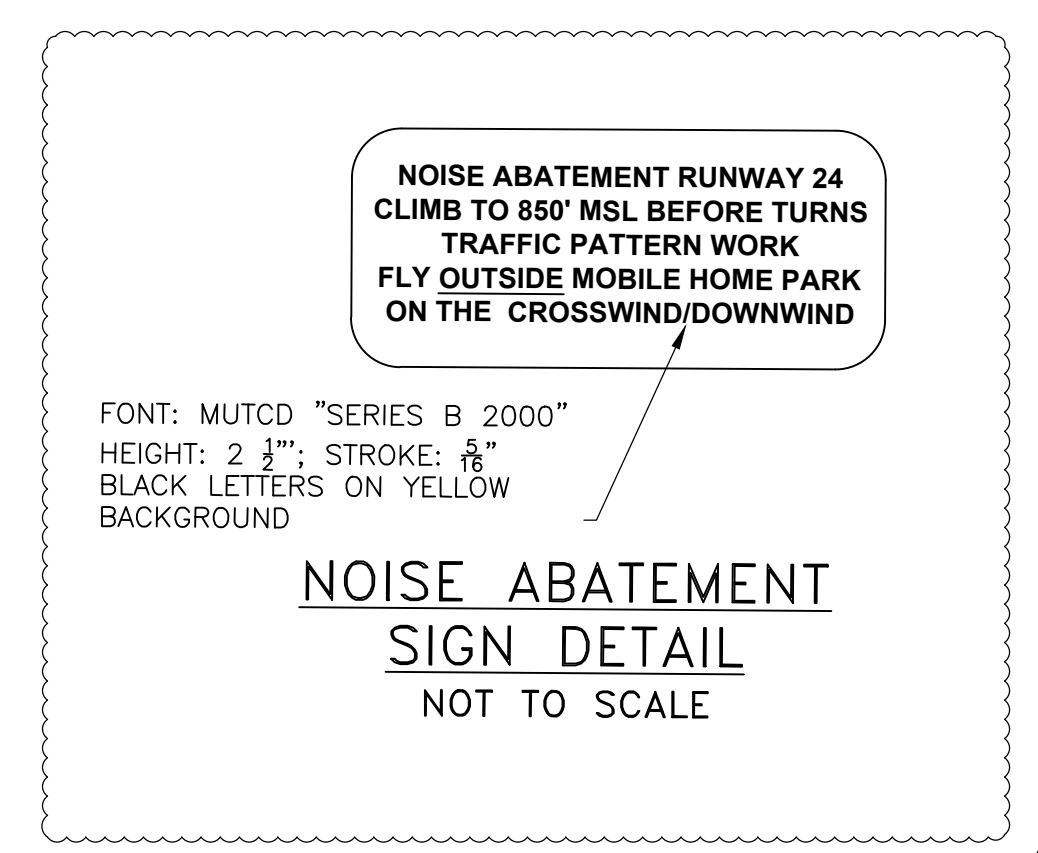 NOISE ABATEMENT RUNWAY 24
CLIMB TO 850' MSL BEFORE TURNS
TRAFFIC PATTERN WORK
FLY OUTSIDE MOBILE HOME PARK
ON THE CROSSWIND/DOWNWIND
FONT: MUTCD "SERIES B 2000"
HEIGHT: 2 1/2"'; STROKE: 5/16"
BLACK LETTERS ON YELLOW
BACKGROUND
NOISE ABATEMENT
SIGN DETAIL
NOT TO SCALE